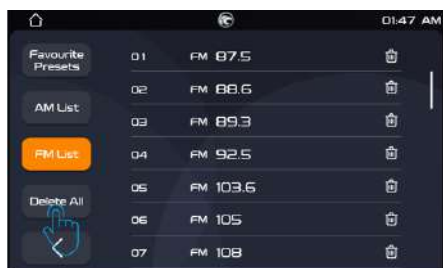 01:47 AM
Favourite
Presets
AM List
FM List
Delete All
01 FM 87.5
02 FM 88.6
03 FM 89.3
04 FM 92.5
05 FM 103.6
06 FM 105
07 FM 108